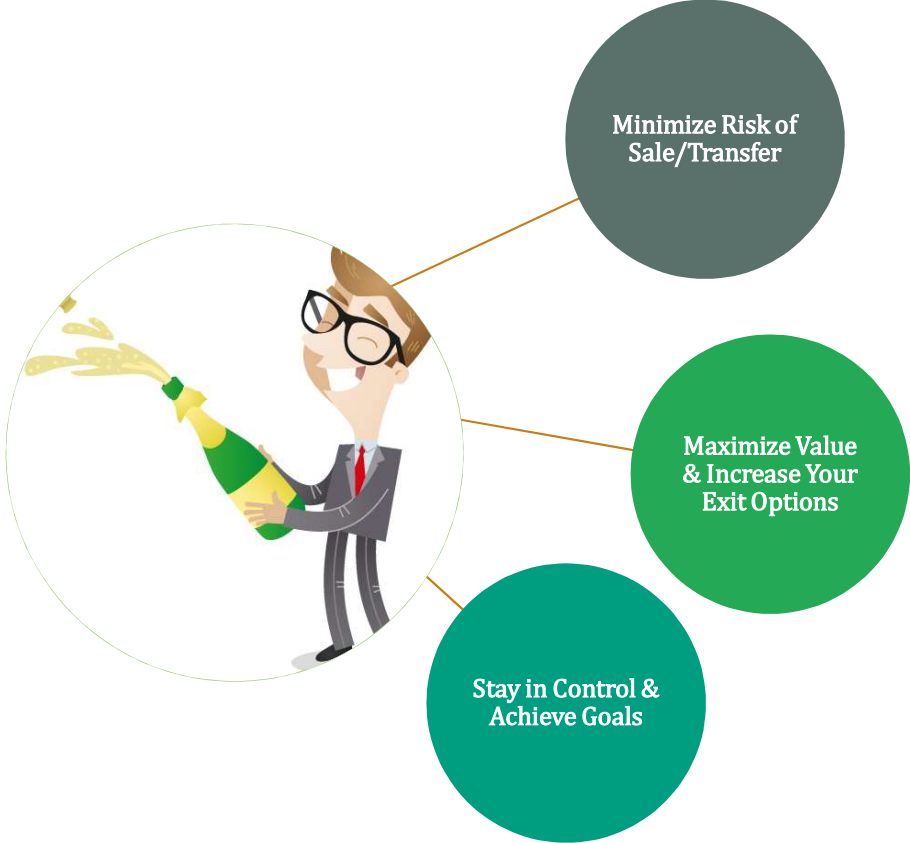 Minimize Risk of
Sale/Transfer
Maximize Value
& Increase Your
Exit Options
Stay in Control &
Achieve Goals